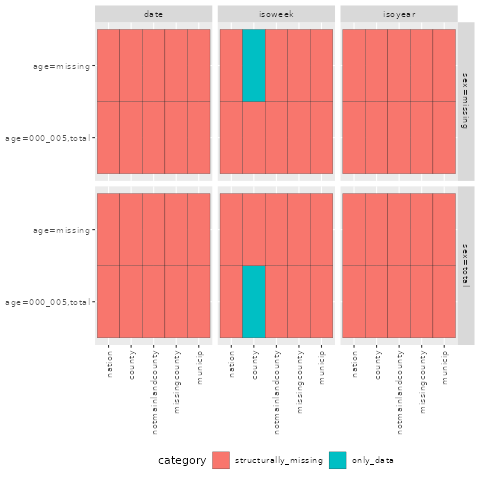 date isoweek isoyear
age=missing
sex=missing
age=000_005,total
age=missing
sex=total
age=000_005,total
nation county notmainlandcounty missingcounty municip nation county notmainlandcounty missingcounty municip nation county notmainlandcounty missingcounty municip
category structurally_missing only_data